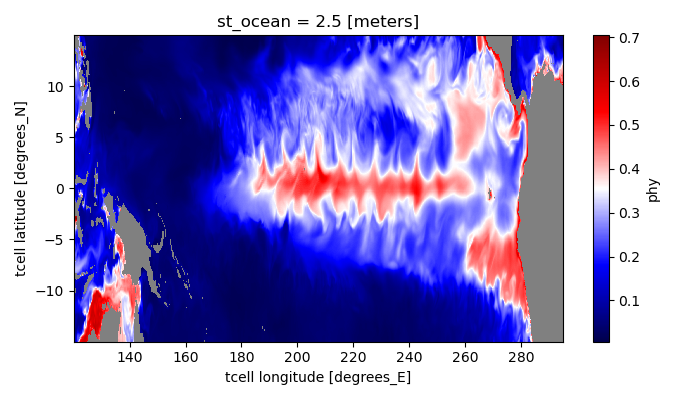 st_ocean = 2.5 [meters]
10
5
0
−5
−10
tcell latitude [degrees_N]
140 160 180 200 220 240 260 280
tcell longitude [degrees_E]
0.7
0.6
0.5
0.4
0.3
0.2
0.1
phy